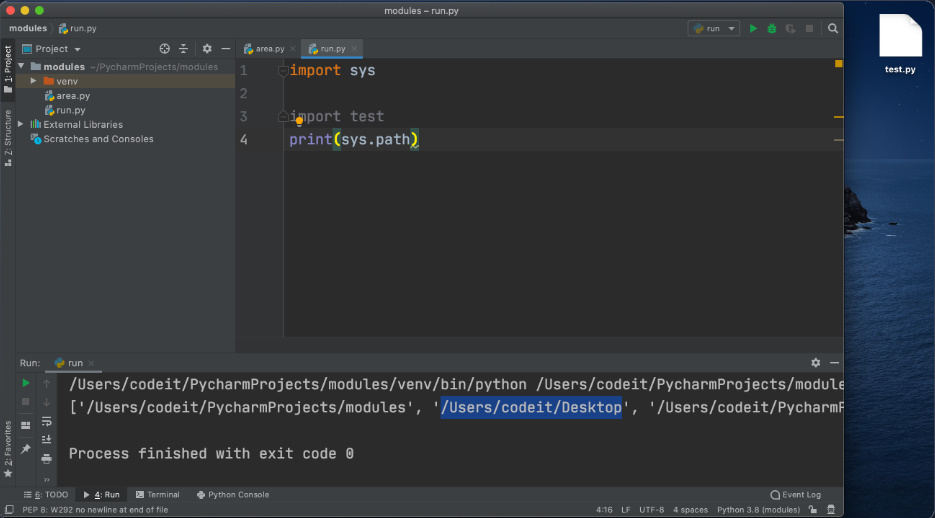 modules – run.py
modules run.py
run
Project
area.py
run.py
1: Project
Z: Structure
2: Favorites
modules ~/PycharmProjects/modules
venv
area.py
run.py
External Libraries
Scratches and Consoles
1 import sys
2
3 import test
4 print(sys.path)
test.py
Run: run
/Users/codeit/PycharmProjects/modules/venv/bin/python /Users/codeit/PycharmProjects/module
['/Users/codeit/PycharmProjects/modules', '/Users/codeit/Desktop', '/Users/codeit/PycharmP
Process finished with exit code 0
6: TODO 4: Run Terminal Python Console Event Log
PEP 8: W292 no newline at end of file 4:16 LF UTF-8 4 spaces Python 3.8 (modules)